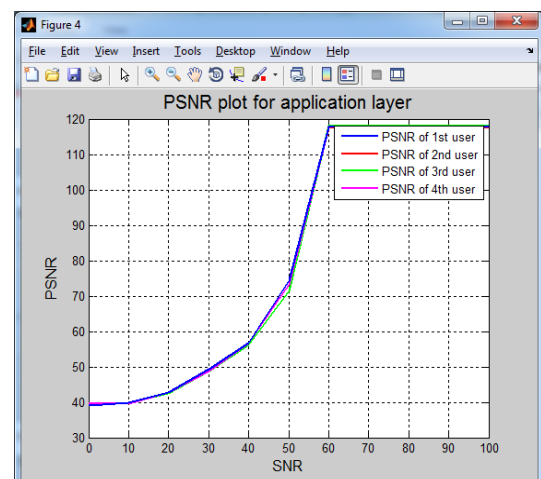 Figure 4
File Edit View Insert Tools Desktop Window Help
PSNR plot for application layer
120
110
100
90
80
70
60
50
40
30
PSNR
PSNR of 1st user
PSNR of 2nd user
PSNR of 3rd user
PSNR of 4th user
0 10 20 30 40 50 60 70 80 90 100
SNR